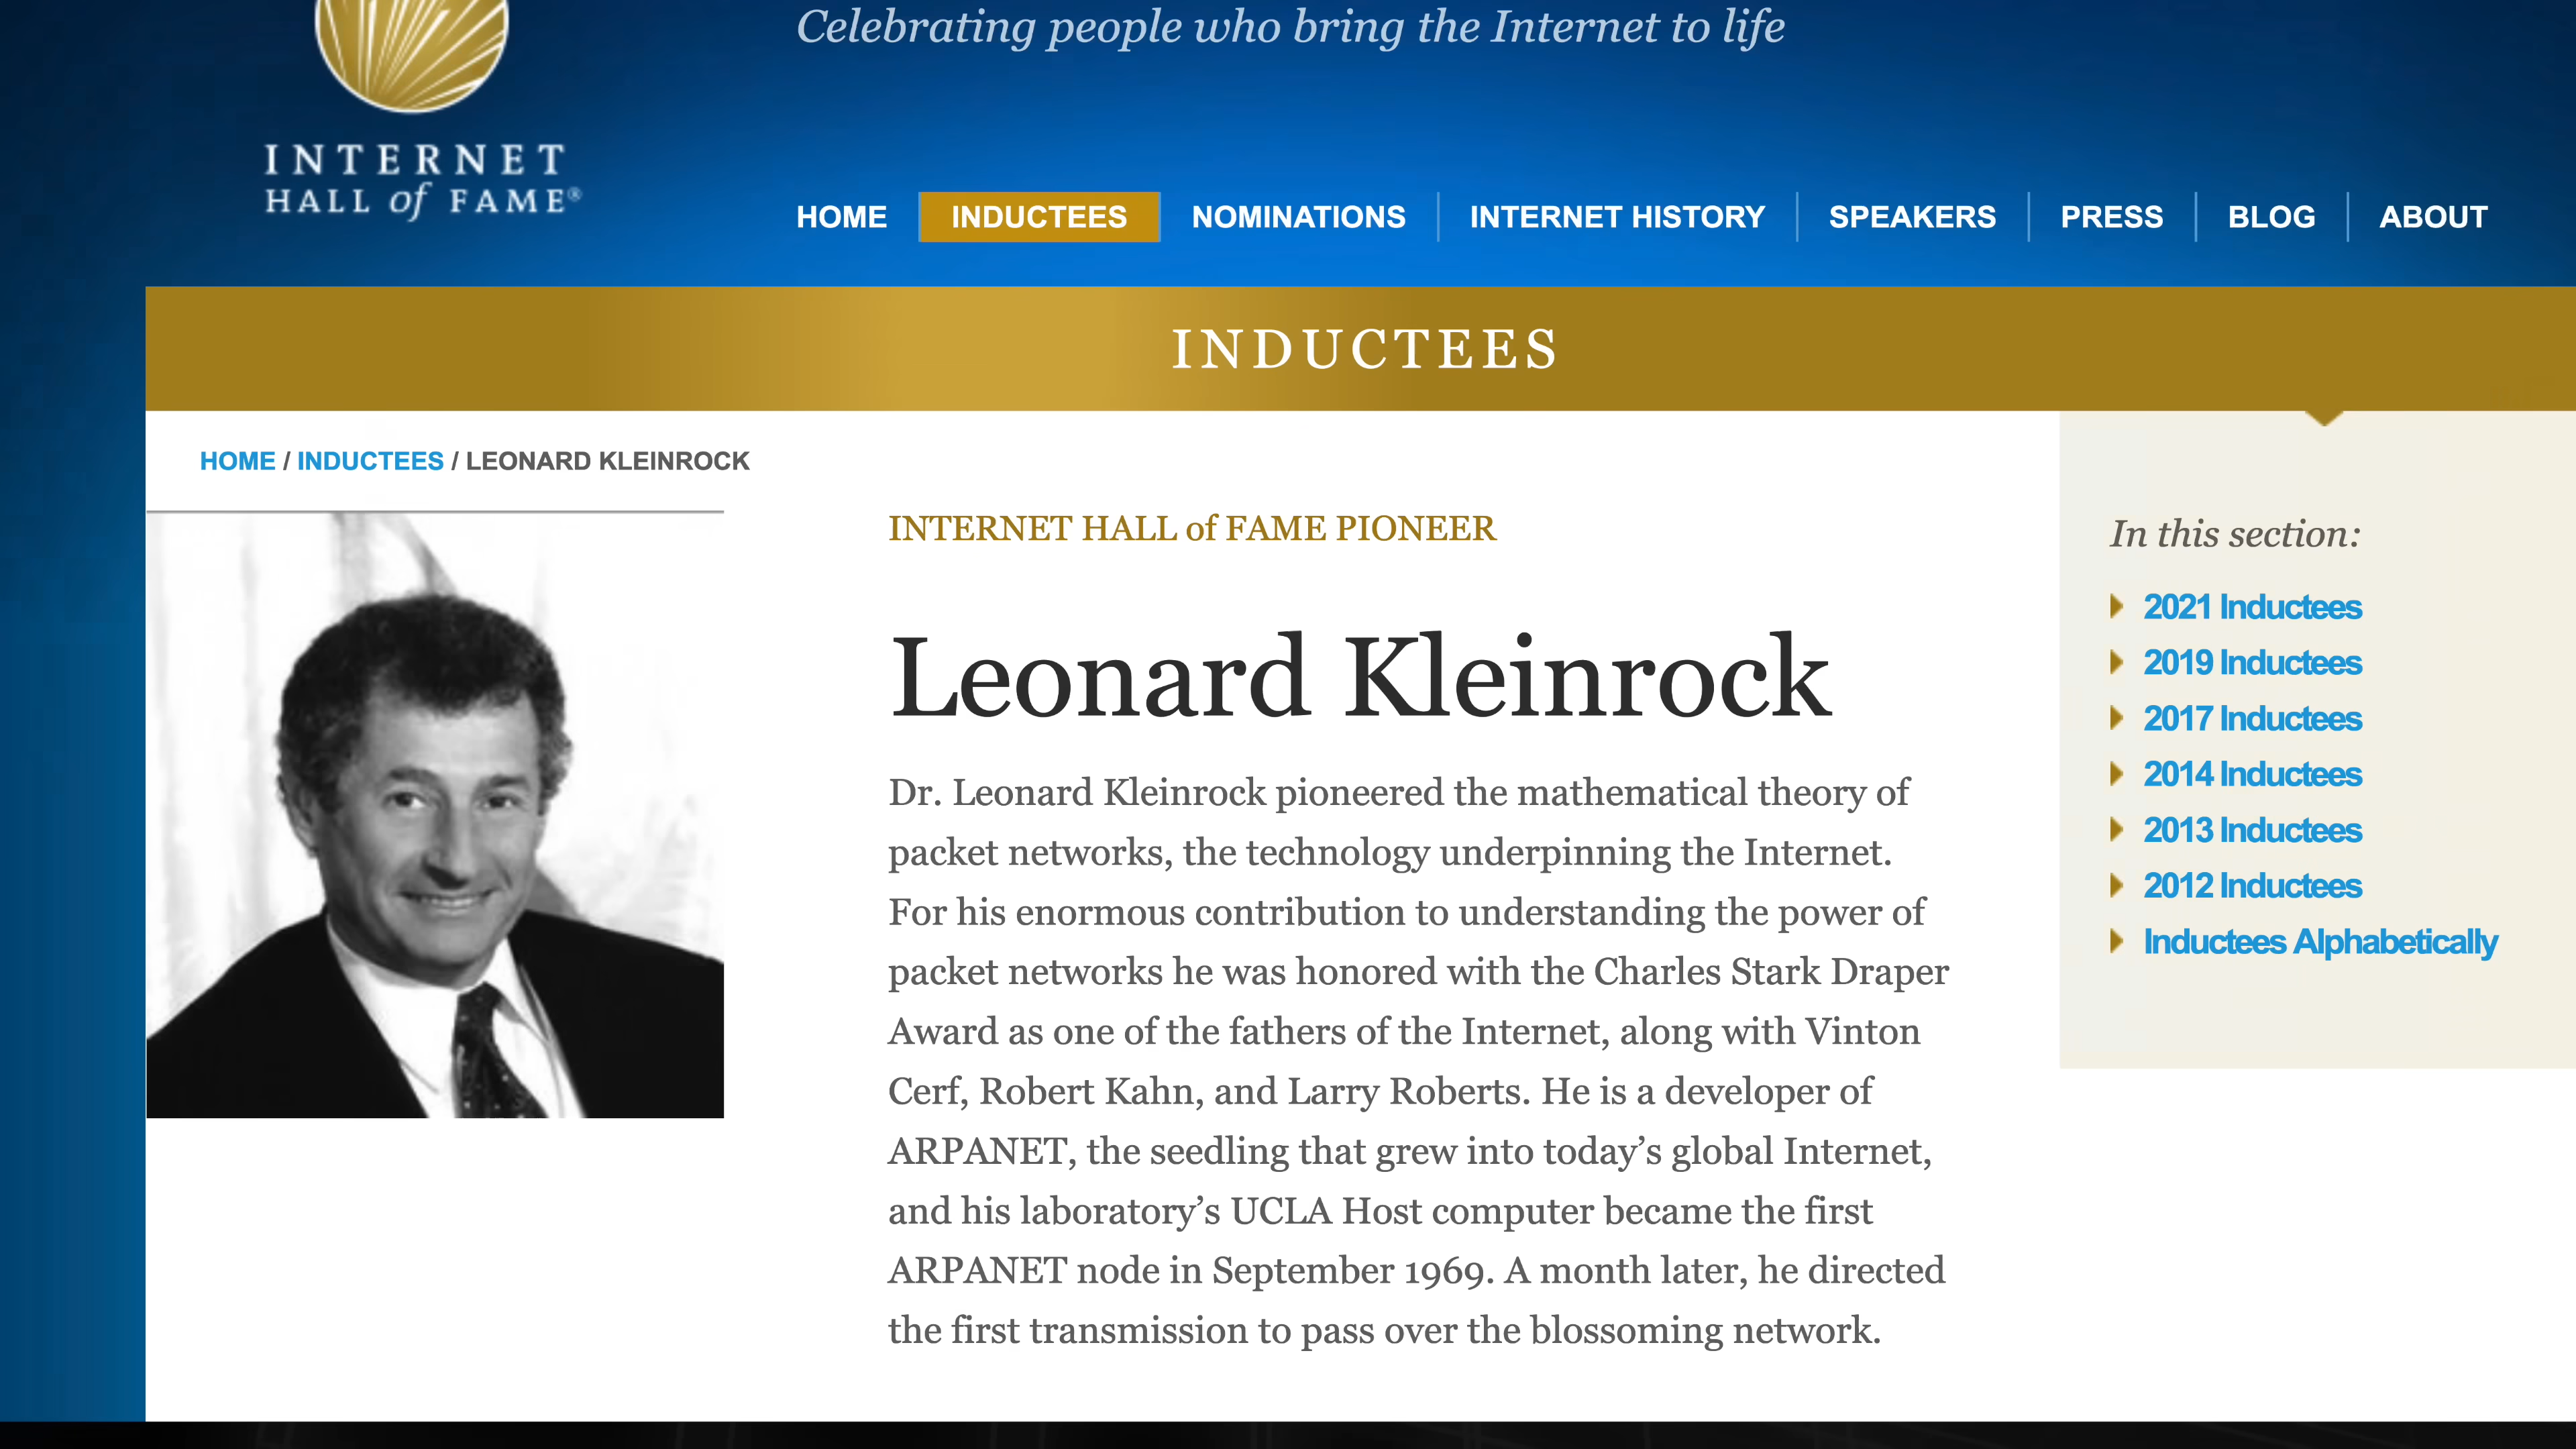 Celebrating people who bring the Internet to life
INTERNET
HALL of FAME®
HOME
INDUCTEES
NOMINATIONS
INTERNET HISTORY
SPEAKERS
PRESS
BLOG
ABOUT
INDUCTEES
HOME / INDUCTEES / LEONARD KLEINROCK
INTERNET HALL of FAME PIONEER
Leonard Kleinrock
Dr. Leonard Kleinrock pioneered the mathematical theory of
packet networks, the technology underpinning the Internet.
For his enormous contribution to understanding the power of
packet networks he was honored with the Charles Stark Draper
Award as one of the fathers of the Internet, along with Vinton
Cerf, Robert Kahn, and Larry Roberts. He is a developer of
ARPANET, the seedling that grew into today’s global Internet,
and his laboratory’s UCLA Host computer became the first
ARPANET node in September 1969. A month later, he directed
the first transmission to pass over the blossoming network.
In this section:
2021 Inductees
2019 Inductees
2017 Inductees
2014 Inductees
2013 Inductees
2012 Inductees
Inductees Alphabetically